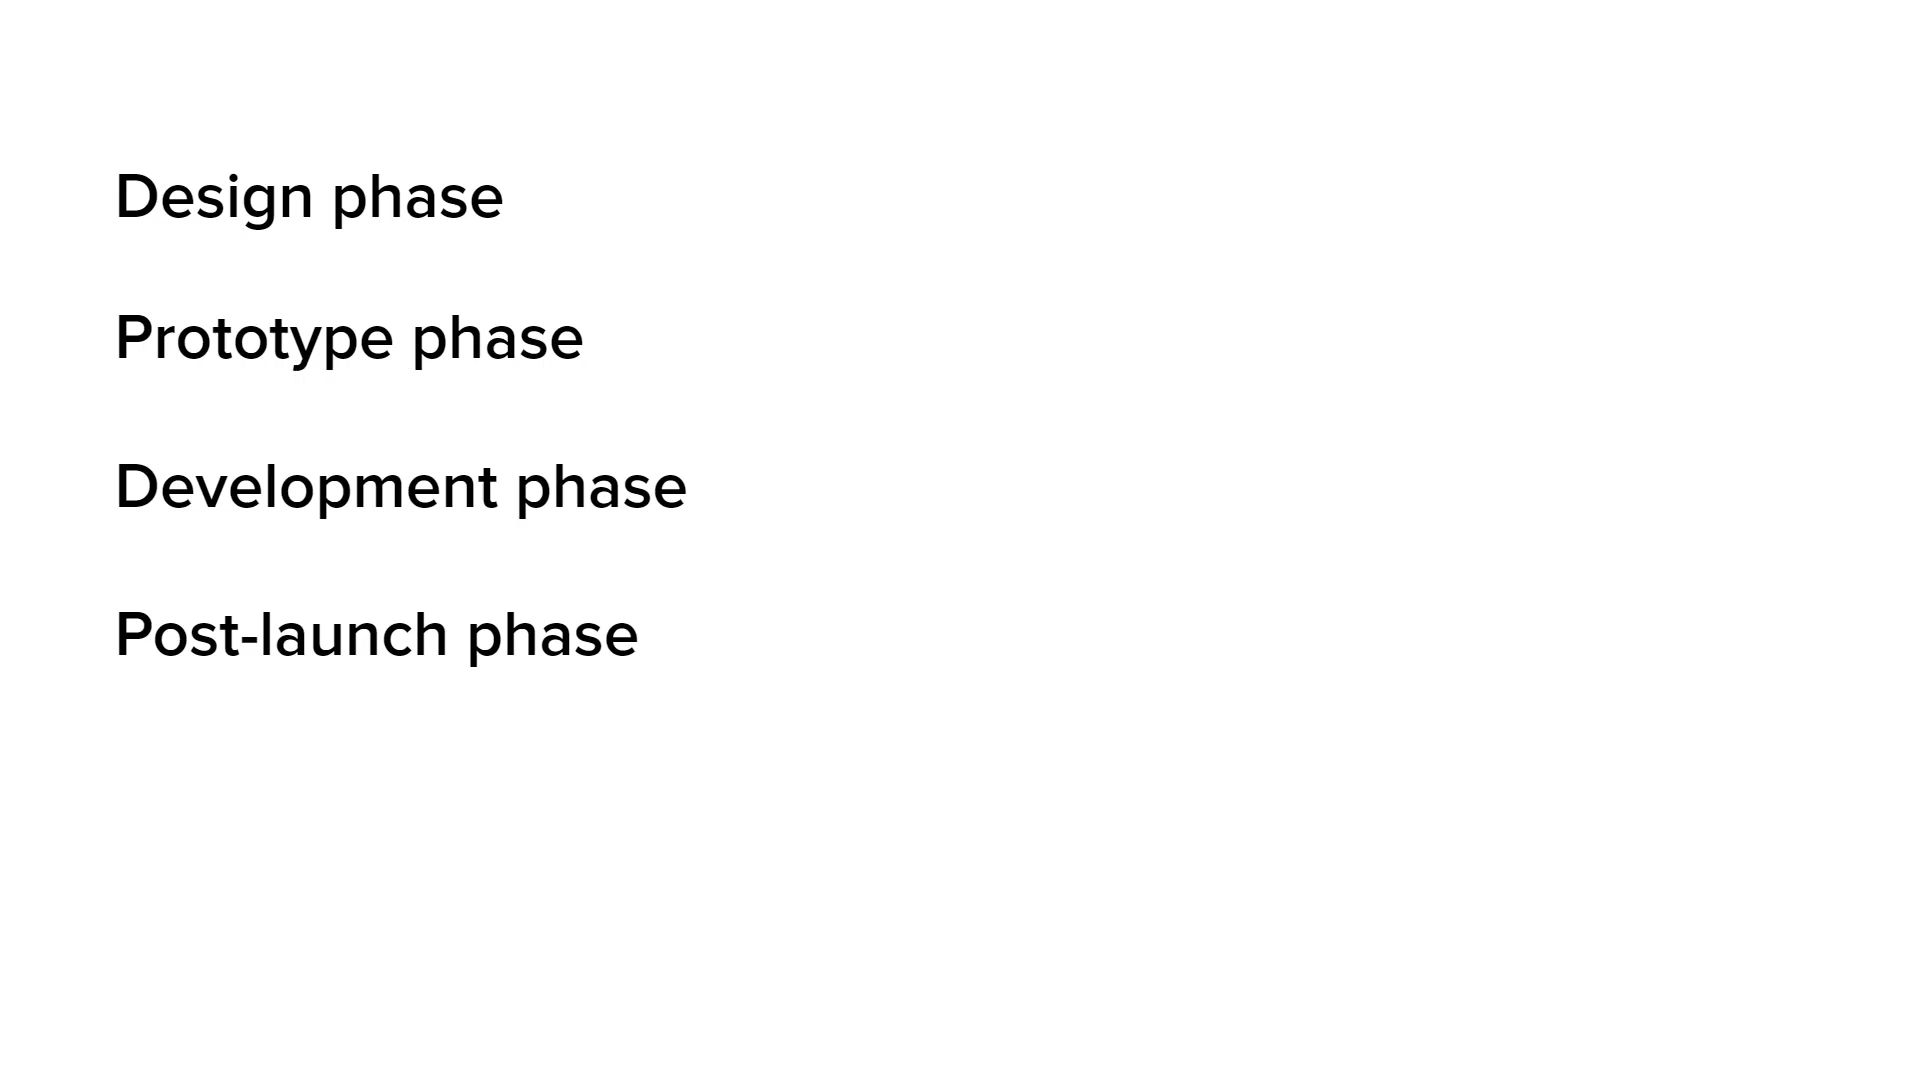 Design phase
Prototype phase
Development phase
Post-launch phase